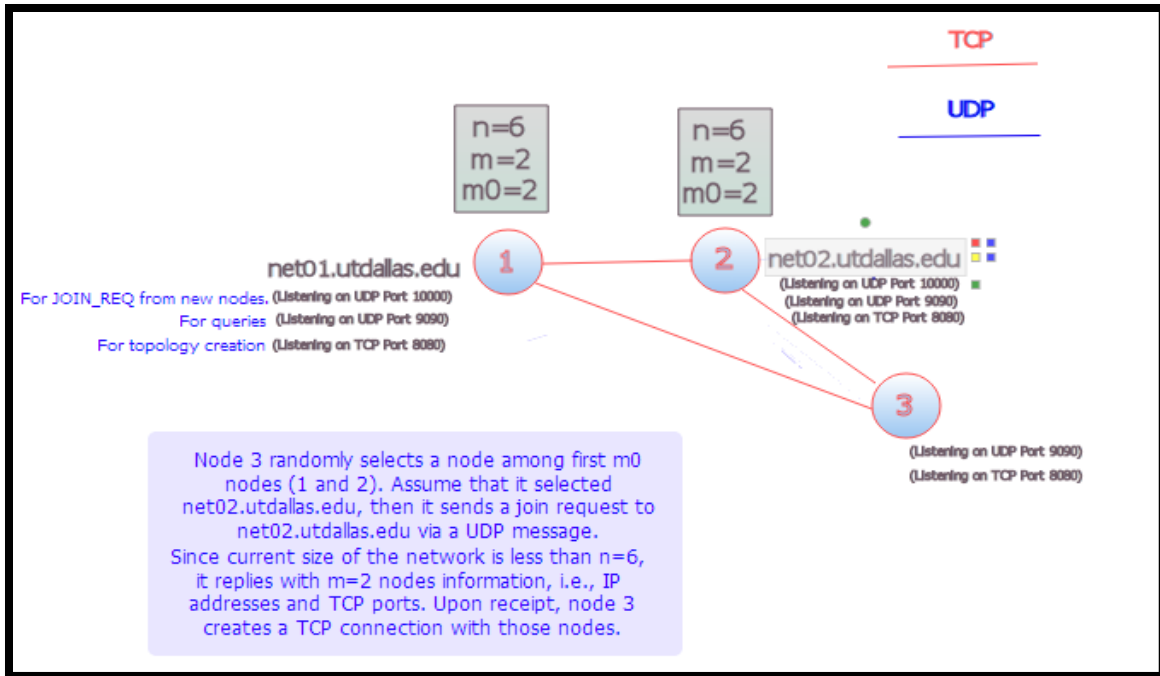 TCP
UDP
n=6
m=2
m0=2
n=6
m=2
m0=2
1
2
net01.utdallas.edu
net02.utdallas.edu
For JOIN_REQ from new nodes. (Listening on UDP Port 10000)
For queries (Listening on UDP Port 9090)
For topology creation (Listening on TCP Port 8080)
(Listening on UDP Port 10000)
(Listening on UDP Port 9090)
(Listening on TCP Port 8080)
3
(Listening on UDP Port 9090)
(Listening on TCP Port 8080)
Node 3 randomly selects a node among first m0
nodes (1 and 2). Assume that it selected
net02.utdallas.edu, then it sends a join request to
net02.utdallas.edu via a UDP message.
Since current size of the network is less than n=6,
it replies with m=2 nodes information, i.e., IP
addresses and TCP ports. Upon receipt, node 3
creates a TCP connection with those nodes.